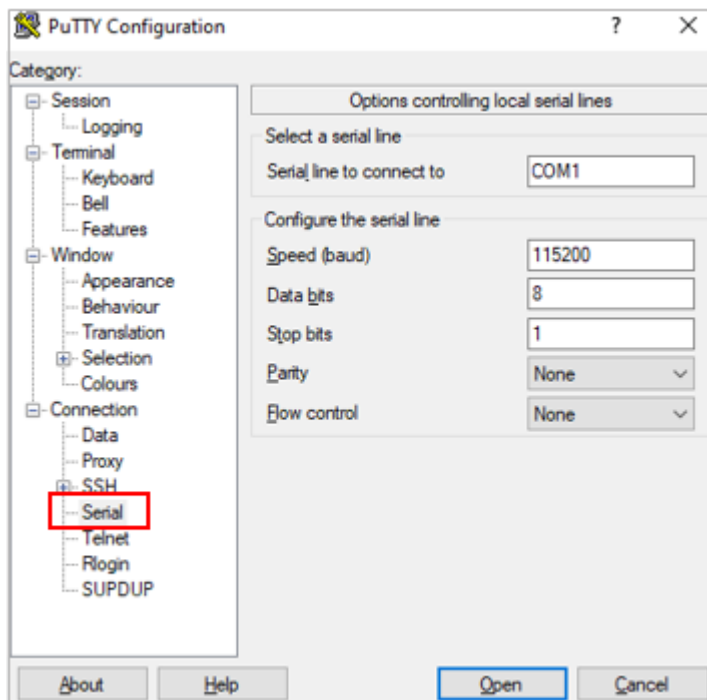 PuTTY Configuration ? ×
Category:
Session
Logging
Terminal
Keyboard
Bell
Features
Window
Appearance
Behaviour
Translation
Selection
Colours
Connection
Data
Proxy
SSH
Serial
Telnet
Rlogin
SUPDUP
Options controlling local serial lines
Select a serial line
Serial line to connect to COM1
Configure the serial line
Speed (baud) 115200
Data bits 8
Stop bits 1
Parity None
Flow control None
About Help Open Cancel